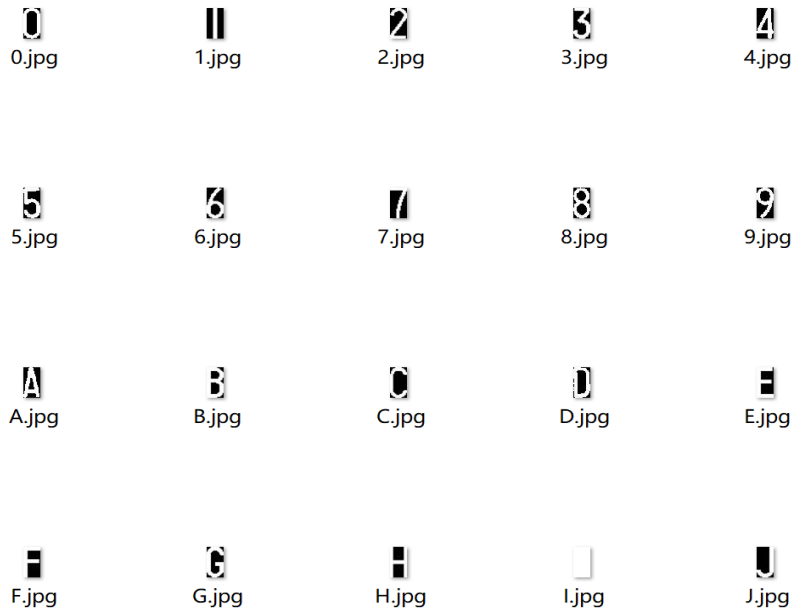 0 1 2 3 4
0.jpg 1.jpg 2.jpg 3.jpg 4.jpg
5 6 7 8 9
5.jpg 6.jpg 7.jpg 8.jpg 9.jpg
A B C D E
A.jpg B.jpg C.jpg D.jpg E.jpg
F G H J
F.jpg G.jpg H.jpg I.jpg J.jpg